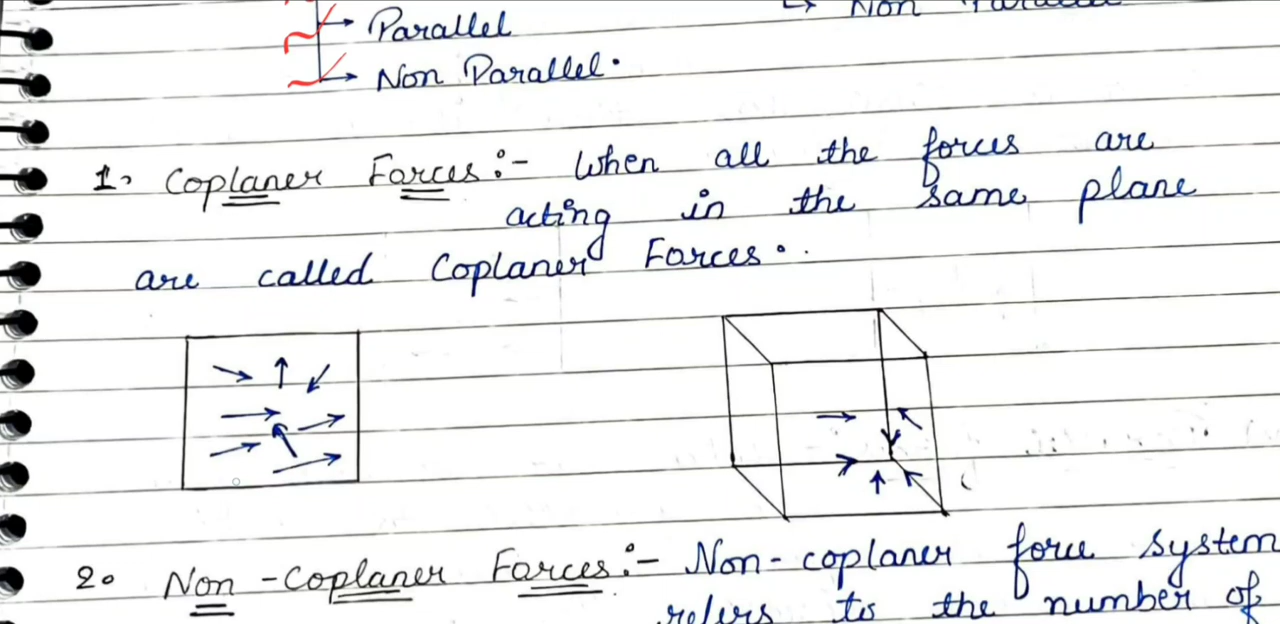 → Non
→ Parallel
→ Non Parallel.
1. Coplaner Forces:- When all the forces are
acting in the same plane
are called Coplaner Forces.
2. Non-Coplaner Forces:- Non-coplaner force system
refers to the number of